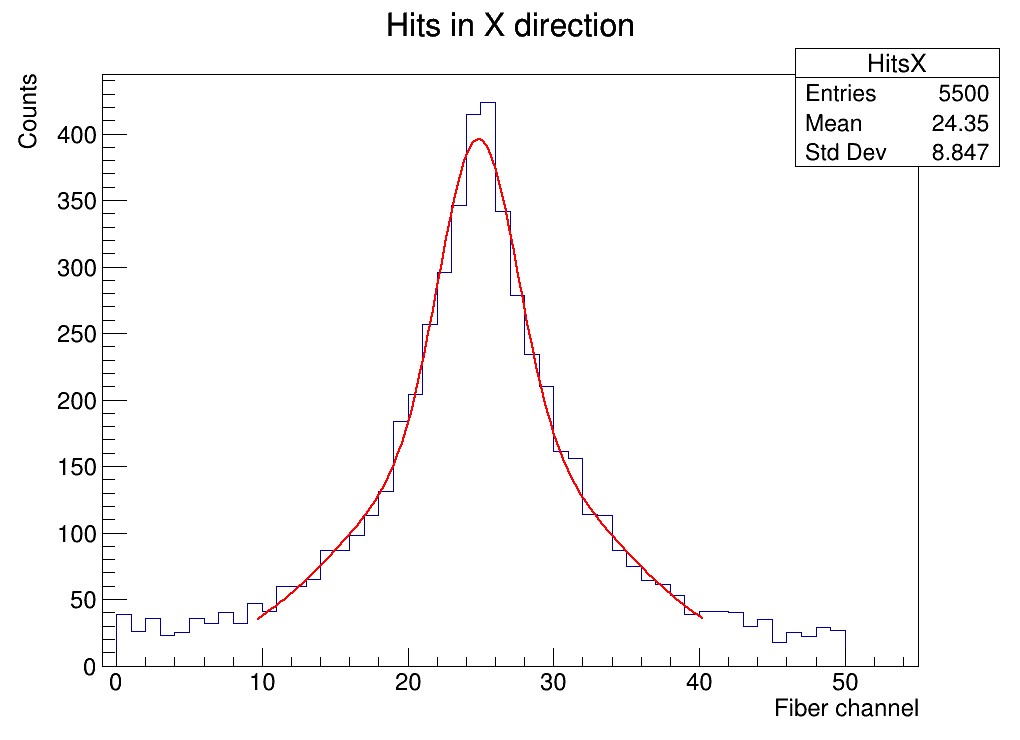 Hits in X direction
HitsX
Entries 5500
Mean 24.35
Std Dev 8.847
Counts
400
350
300
250
200
150
100
50
0
0 10 20 30 40 50
Fiber channel